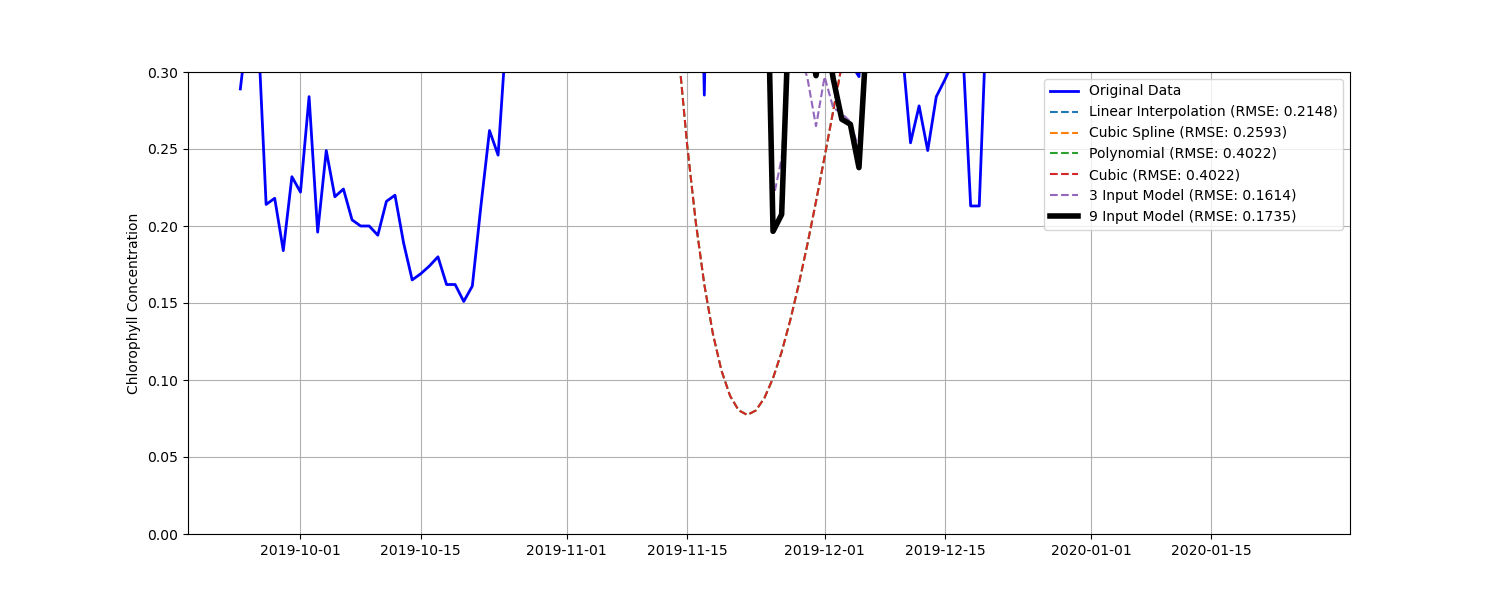 Chlorophyll Concentration
0.30
0.25
0.20
0.15
0.10
0.05
0.00
2019-10-01 2019-10-15 2019-11-01 2019-11-15 2019-12-01 2019-12-15 2020-01-01 2020-01-15
Original Data
Linear Interpolation (RMSE: 0.2148)
Cubic Spline (RMSE: 0.2593)
Polynomial (RMSE: 0.4022)
Cubic (RMSE: 0.4022)
3 Input Model (RMSE: 0.1614)
9 Input Model (RMSE: 0.1735)